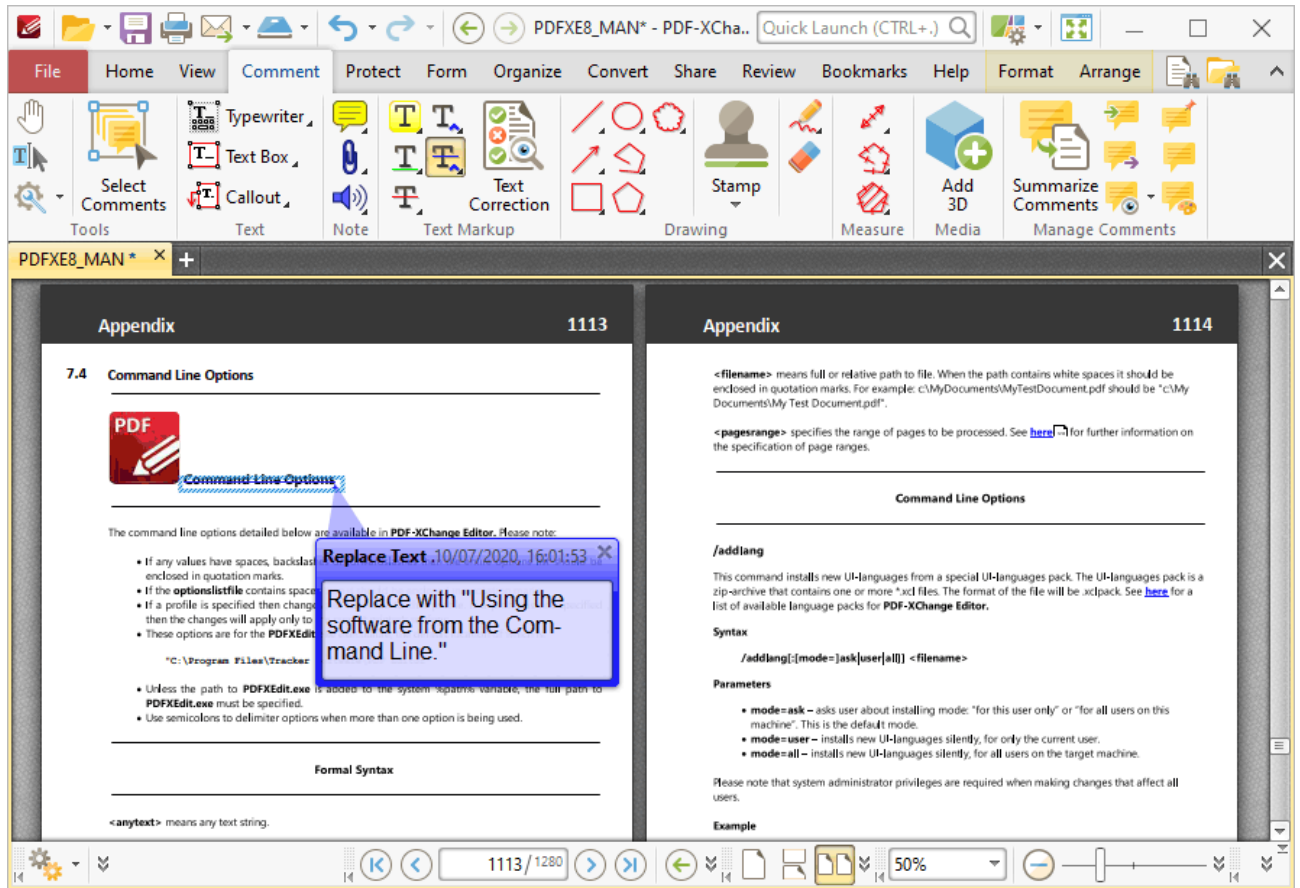 PDFXE8_MAN* - PDF-XCha.. Quick Launch (CTRL+.)
File Home View Comment Protect Form Organize Convert Share Review Bookmarks Help Format Arrange
Select Comments
Tools
Typewriter
Text Box
Callout
Text
Note
Text Correction
Text Markup
Drawing
Stamp
Measure
Add 3D
Media
Summarize Comments
Manage Comments
PDFXE8_MAN *
Appendix 1113
7.4 Command Line Options
PDF
Command Line Options
The command line options detailed below are available in PDF-XChange Editor. Please note:
• If any values have spaces, backslas
enclosed in quotation marks.
• If the optionslistfile contains space
• If a profile is specified then change
then the changes will apply only to
• These options are for the PDFXEdit
"C:\Program Files\Tracker
• Unless the path to PDFXEdit.exe is added to the system %path% variable, the full path to
PDFXEdit.exe must be specified.
• Use semicolons to delimiter options when more than one option is being used.
Replace Text .10/07/2020, 16:01:53
Replace with "Using the
software from the Com-
mand Line."
Formal Syntax
<anytext> means any text string.
Appendix 1114
<filename> means full or relative path to file. When the path contains white spaces it should be
enclosed in quotation marks. For example: c\MyDocuments\MyTestDocument.pdf should be "c\My
Documents\My Test Document.pdf".
<pagesrange> specifies the range of pages to be processed. See here for further information on
the specification of page ranges.
Command Line Options
/addlang
This command installs new UI-languages from a special UI-languages pack. The UI-languages pack is a
zip-archive that contains one or more *.xcl files. The format of the file will be .xclpack. See here for a
list of available language packs for PDF-XChange Editor.
Syntax
/addlang[:[mode=]ask|user|all]] <filename>
Parameters
• mode=ask – asks user about installing mode: "for this user only" or "for all users on this
machine". This is the default mode.
• mode=user – installs new UI-languages silently, for only the current user.
• mode=all – installs new UI-languages silently, for all users on the target machine.
Please note that system administrator privileges are required when making changes that affect all
users.
Example
1113 / 1280
50%